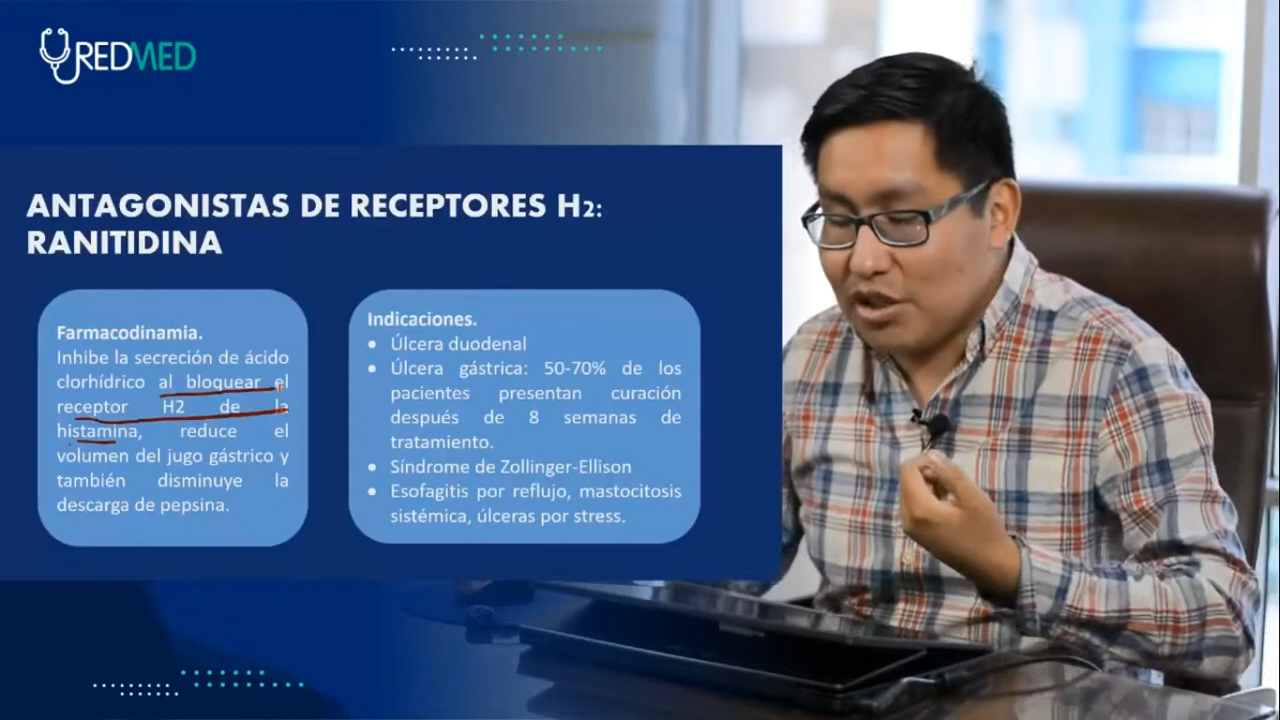 REDMED
ANTAGONISTAS DE RECEPTORES H2:
RANITIDINA
Farmacodinamia.
Inhibe la secreción de ácido
clorhídrico al bloquear el
receptor H2 de la
histamina, reduce el
volumen del jugo gástrico y
también disminuye la
descarga de pepsina.
Indicaciones.
• Úlcera duodenal
• Úlcera gástrica: 50-70% de los
pacientes presentan curación
después de 8 semanas de
tratamiento.
• Síndrome de Zollinger-Ellison
• Esofagitis por reflujo, mastocitosis
sistémica, úlceras por stress.